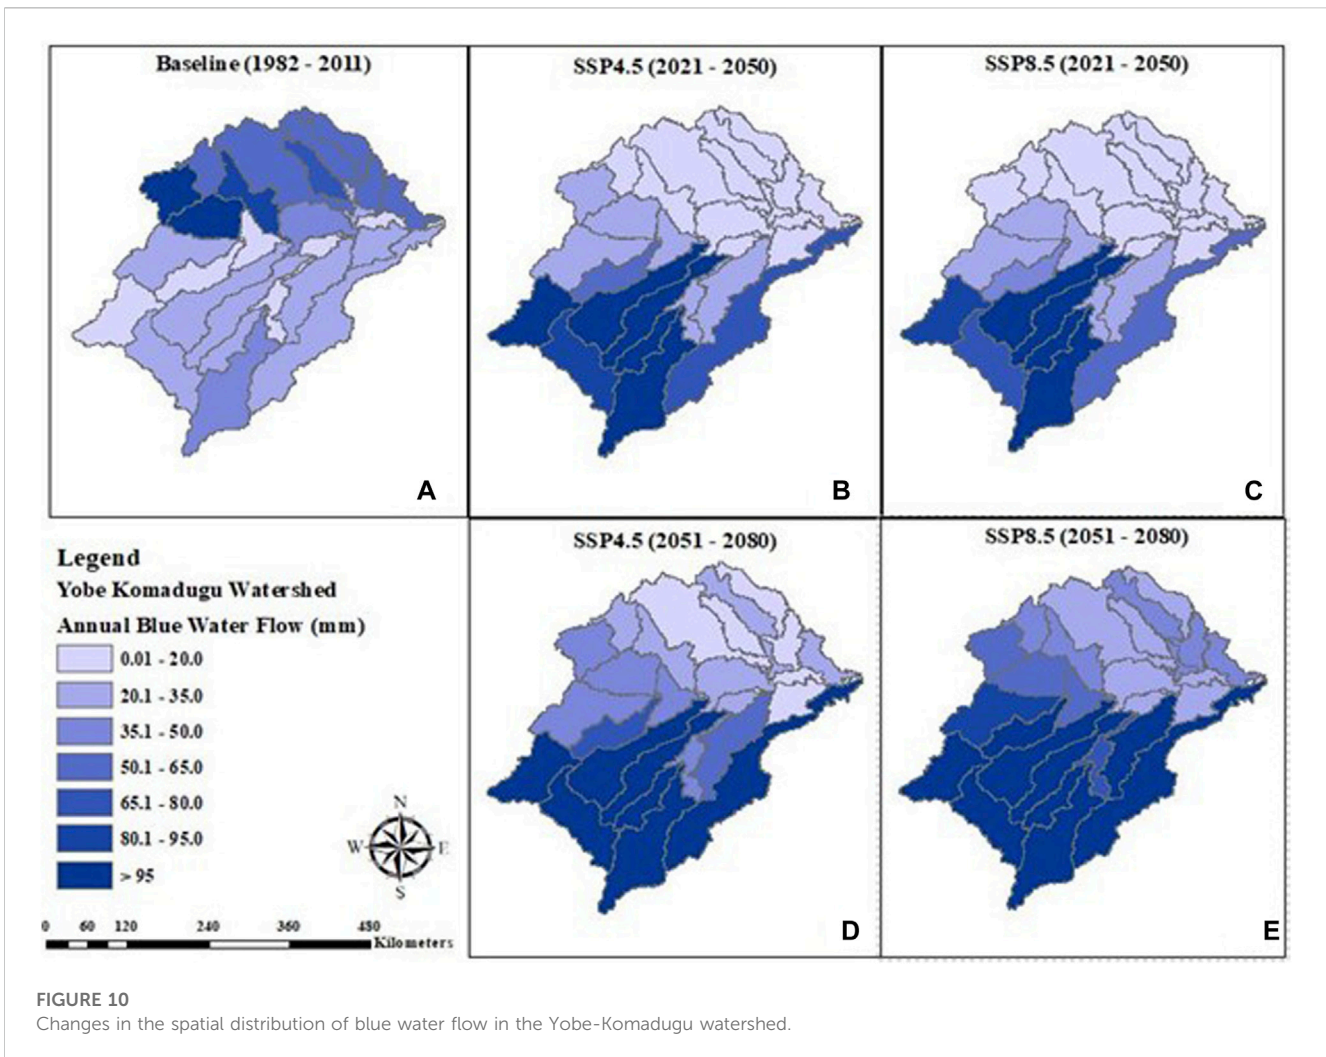 Baseline (1982 - 2011)
SSP4.5 (2021 - 2050)
SSP8.5 (2021 - 2050)
A
B
C
Legend
Yobe Komadugu Watershed
Annual Blue Water Flow (mm)
0.01 - 20.0
20.1 - 35.0
35.1 - 50.0
50.1 - 65.0
65.1 - 80.0
80.1 - 95.0
> 95
N
W
E
S
0 60 120 240 360 480
Kilometers
SSP4.5 (2051 - 2080)
SSP8.5 (2051 - 2080)
D
E
FIGURE 10
Changes in the spatial distribution of blue water flow in the Yobe-Komadugu watershed.